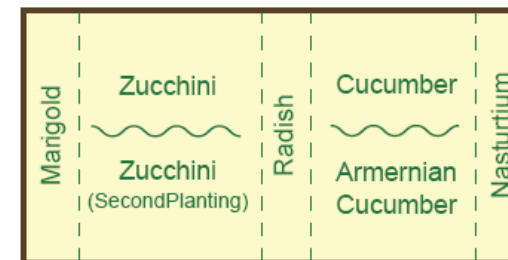 Marigold
Zucchini
Zucchini
(SecondPlanting)
Radish
Cucumber
Armernian
Cucumber
Nasturtium